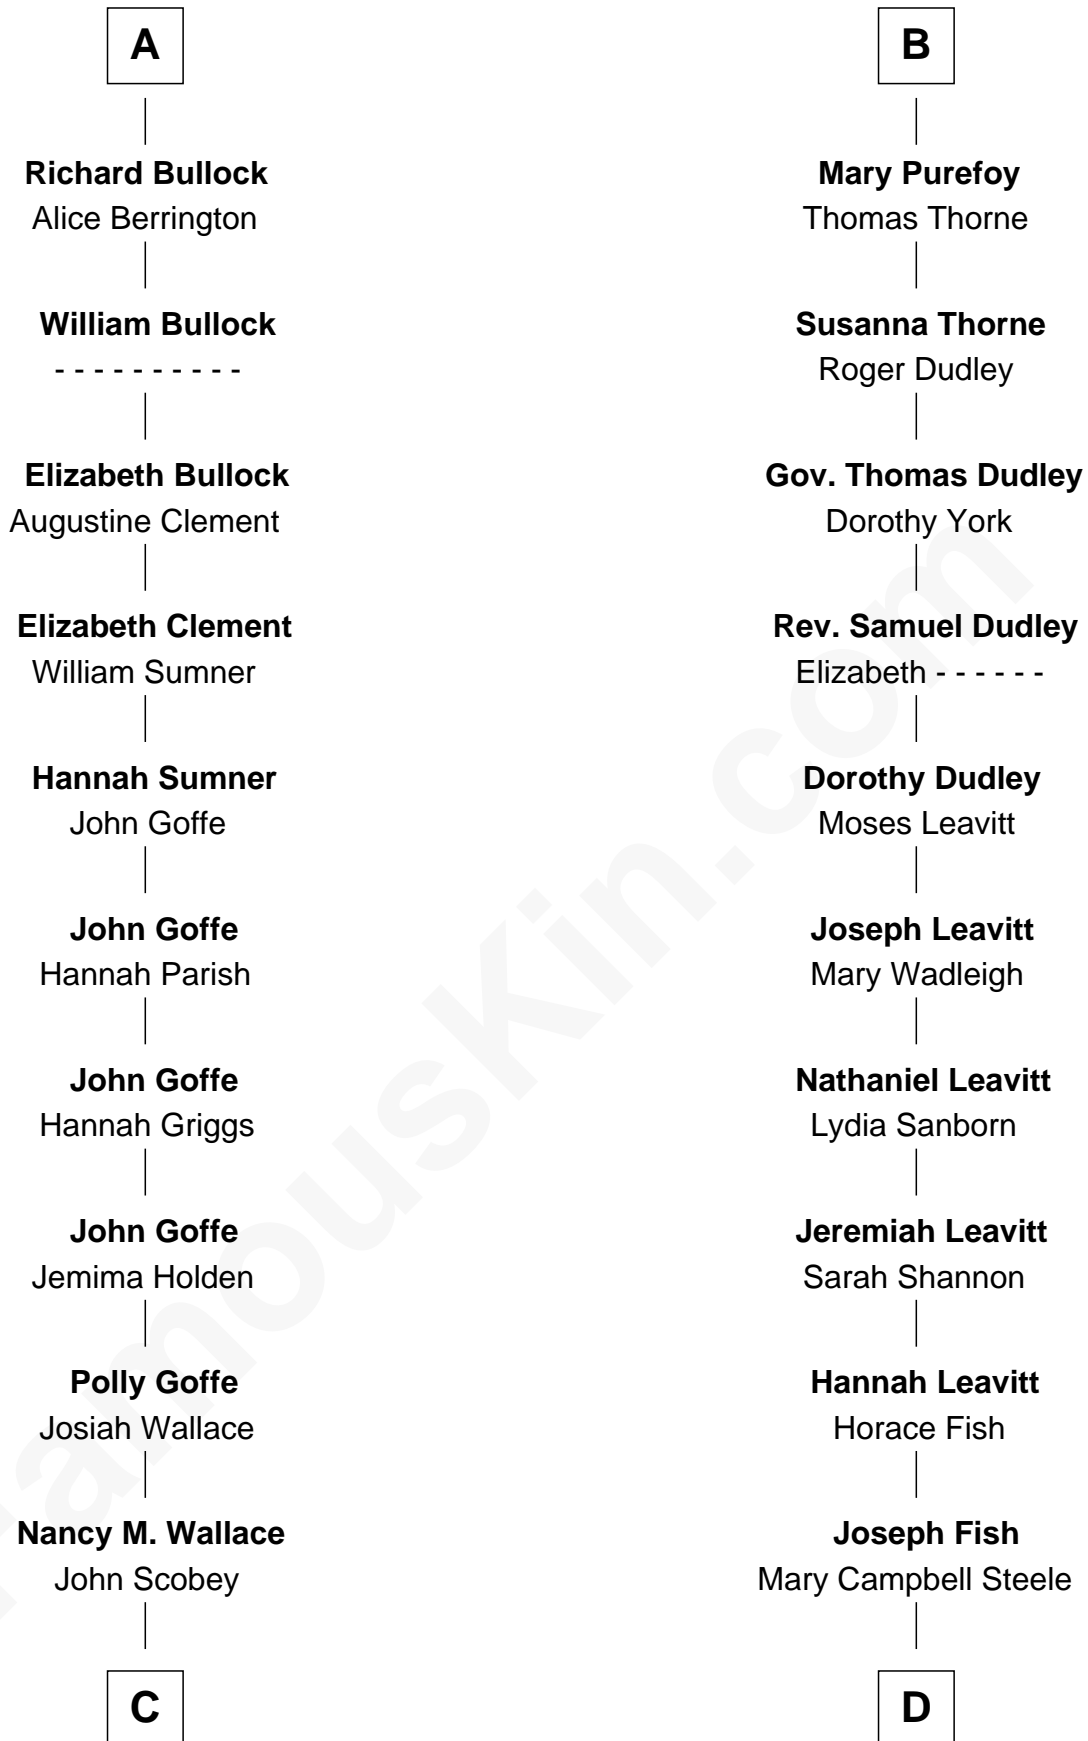 A
Richard Bullock
Alice Berrington
William Bullock
- - - - - - - - - -
Elizabeth Bullock
Augustine Clement
Elizabeth Clement
William Sumner
Hannah Sumner
John Goffe
John Goffe
Hannah Parish
John Goffe
Hannah Griggs
John Goffe
Jemima Holden
Polly Goffe
Josiah Wallace
Nancy M. Wallace
John Scobey
C
B
Mary Purefoy
Thomas Thorne
Susanna Thorne
Roger Dudley
Gov. Thomas Dudley
Dorothy York
Rev. Samuel Dudley
Elizabeth - - - - - -
Dorothy Dudley
Moses Leavitt
Joseph Leavitt
Mary Wadleigh
Nathaniel Leavitt
Lydia Sanborn
Jeremiah Leavitt
Sarah Shannon
Hannah Leavitt
Horace Fish
Joseph Fish
Mary Campbell Steele
D
FamousKin.com